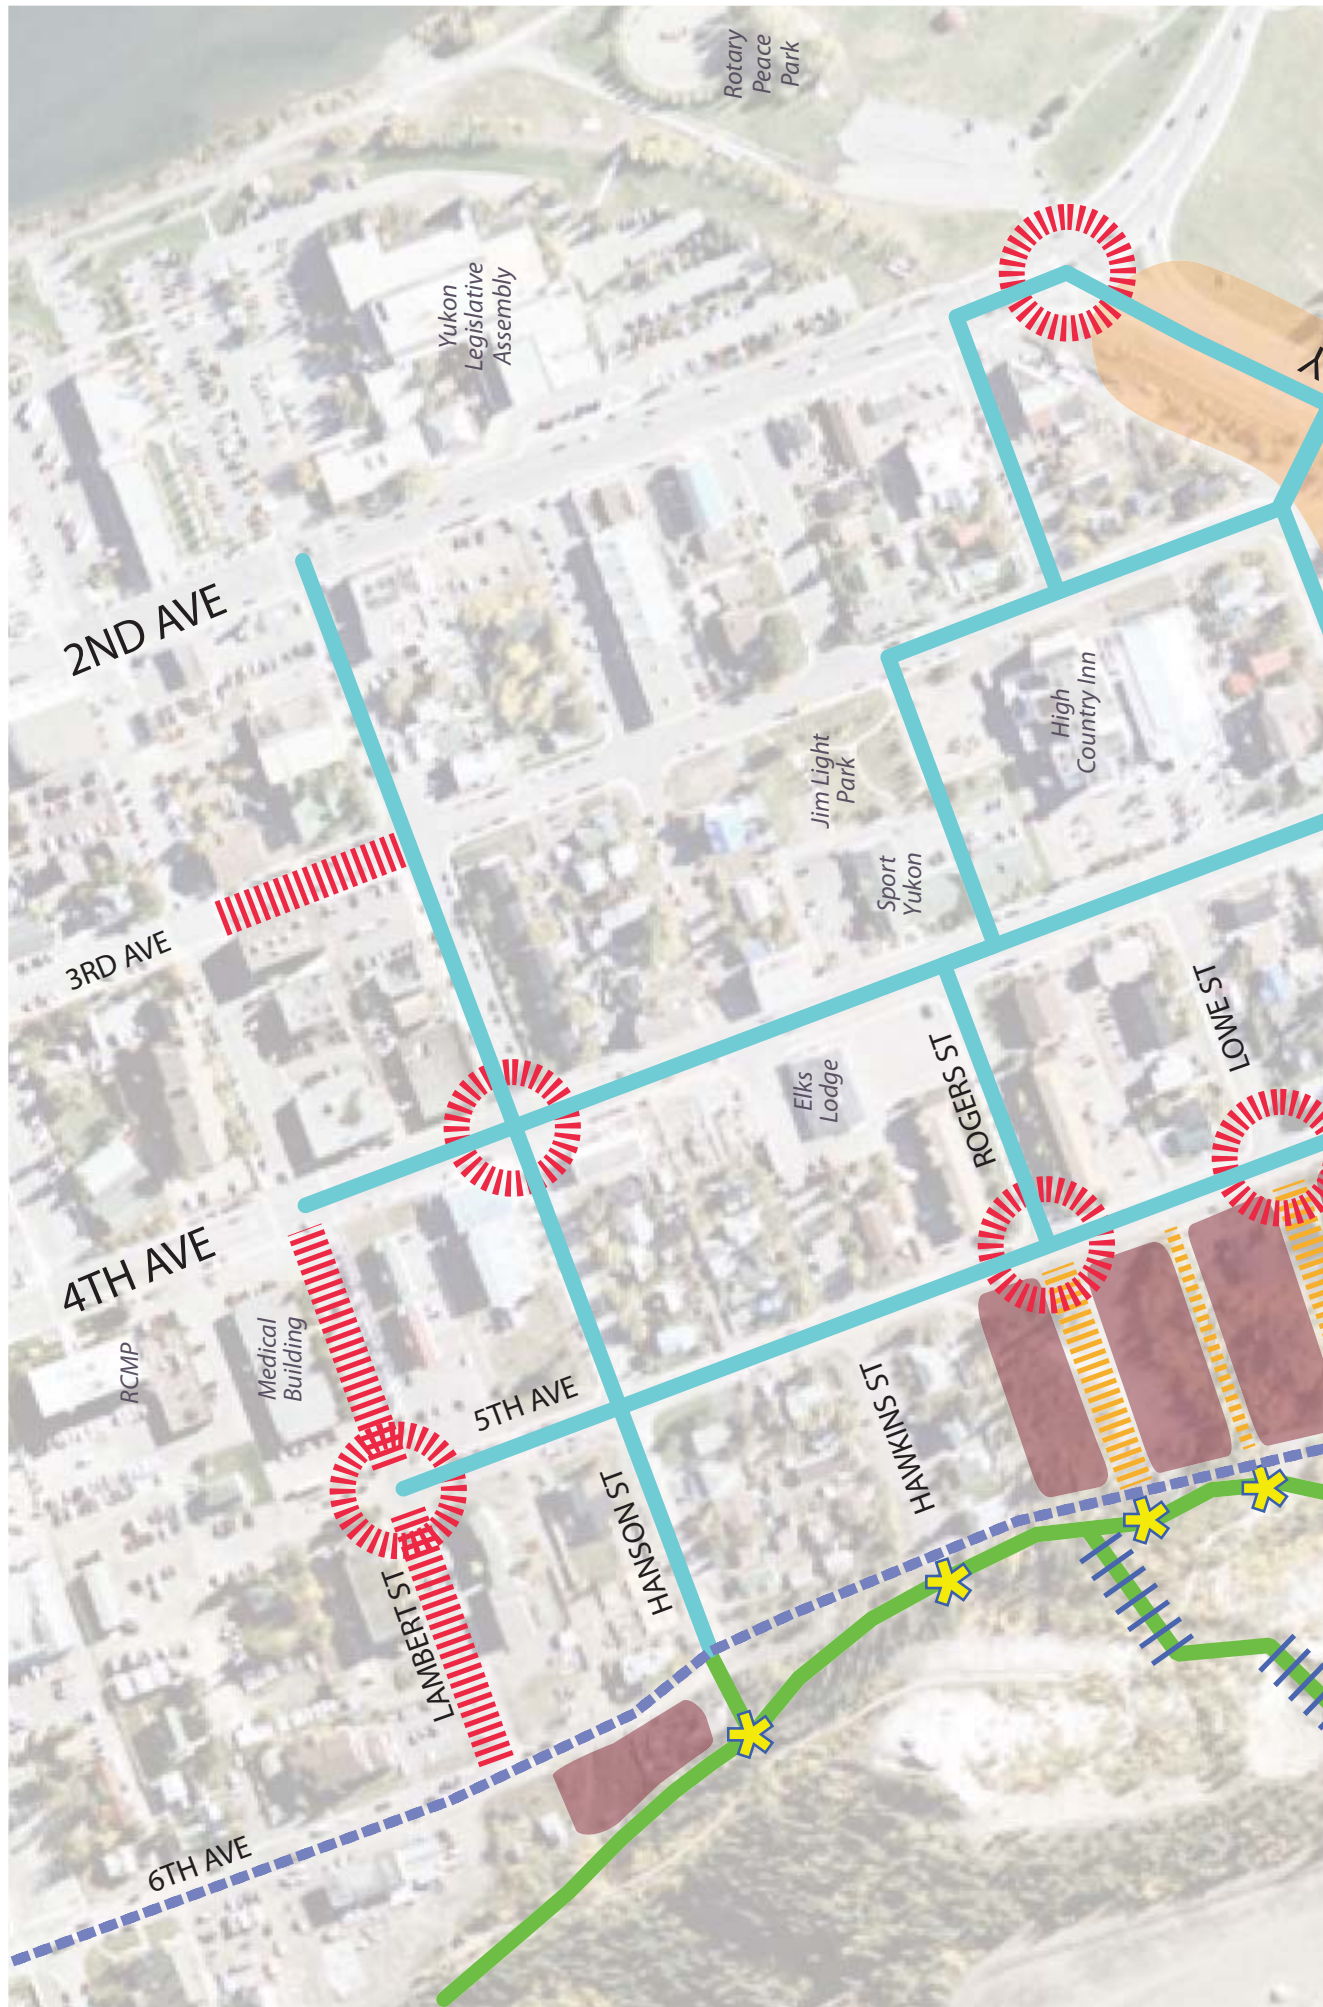 Rotary
Peace
Park
Yukon
Legislative
Assembly
Y
2ND AVE
High
Country Inn
Jim Light
Park
Sport
Yukon
3RD AVE
LOWE ST
ROGERS ST
Elks
Lodge
4TH AVE
RCMP
Medical
Building
5TH AVE
HAWKINS ST
HANSON ST
LAMBERT ST
6TH AVE